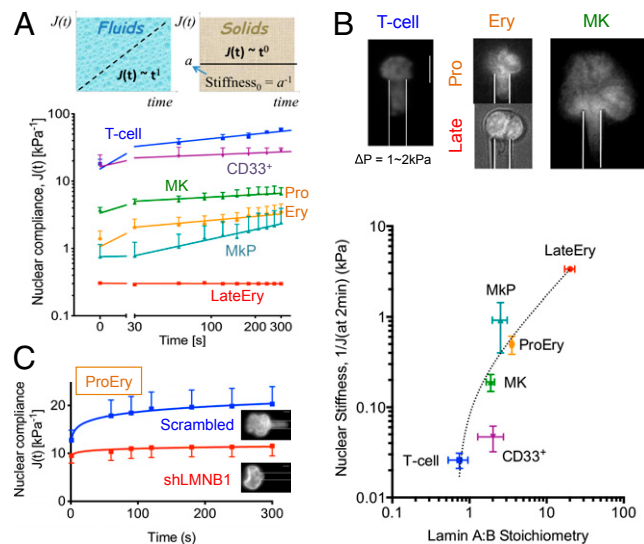 A
J(t)
Fluids
J(t) ~ t¹
time
J(t)
Solids
J(t) ~ t⁰
a
Stiffness₀ = a⁻¹
time
Nuclear compliance, J(t) [kPa⁻¹]
100
10
1
0.1
T-cell
CD33⁺
MK
Pro
Ery
MkP
LateEry
0
30
100
200
300
Time [s]
B
T-cell
Ery
MK
Pro
Late
ΔP = 1~2kPa
Nuclear Stiffness, 1/J(at 2min) (kPa)
10
1
0.1
0.10
0.01
LateEry
MkP
ProEry
MK
T-cell
CD33⁺
0.1
1
10
100
Lamin A:B Stoichiometry
C
ProEry
Nuclear compliance
J(t) [kPa⁻¹]
20
10
0
Scrambled
shLMNB1
0
100
200
300
Time (s)